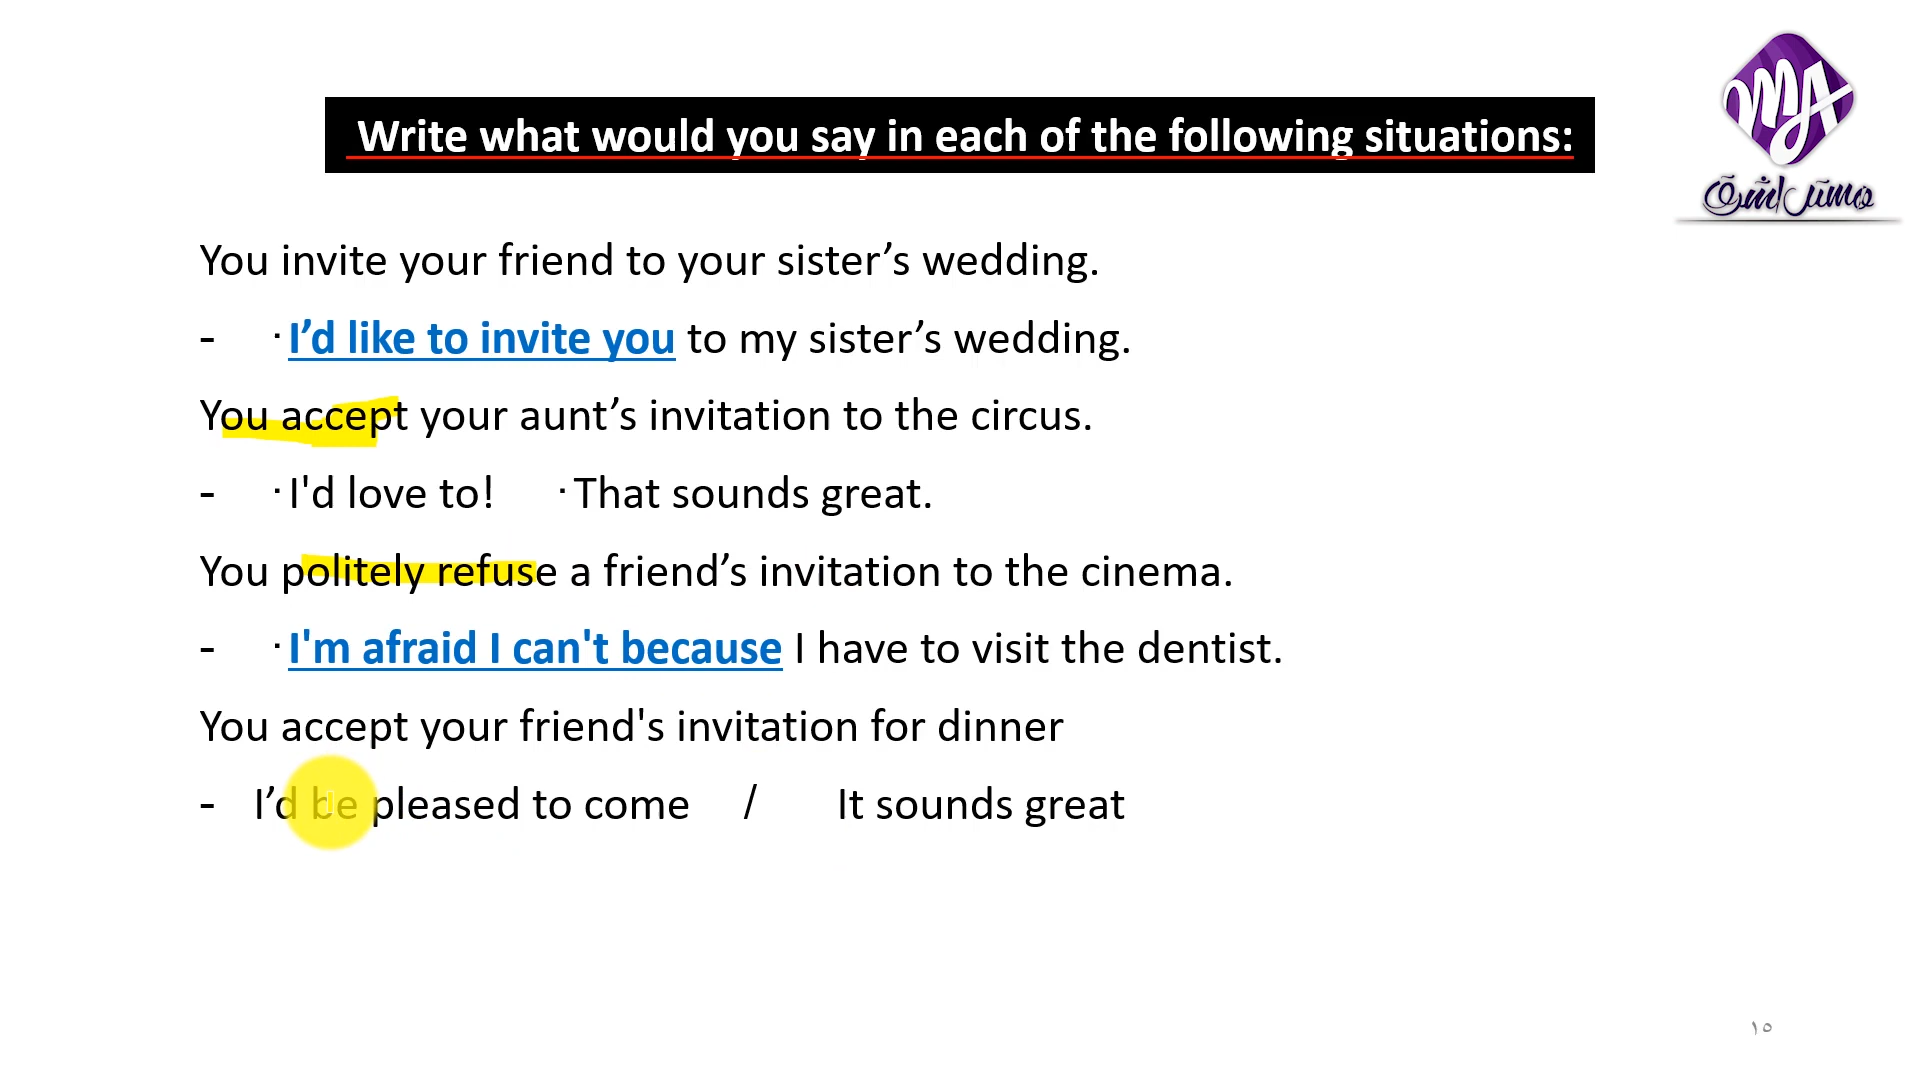 Write what would you say in each of the following situations:
MA
مستر اشرف
You invite your friend to your sister’s wedding.
- · I’d like to invite you to my sister’s wedding.
You accept your aunt’s invitation to the circus.
- · I'd love to! · That sounds great.
You politely refuse a friend’s invitation to the cinema.
- · I'm afraid I can't because I have to visit the dentist.
You accept your friend's invitation for dinner
- I’d be pleased to come / It sounds great
١٥